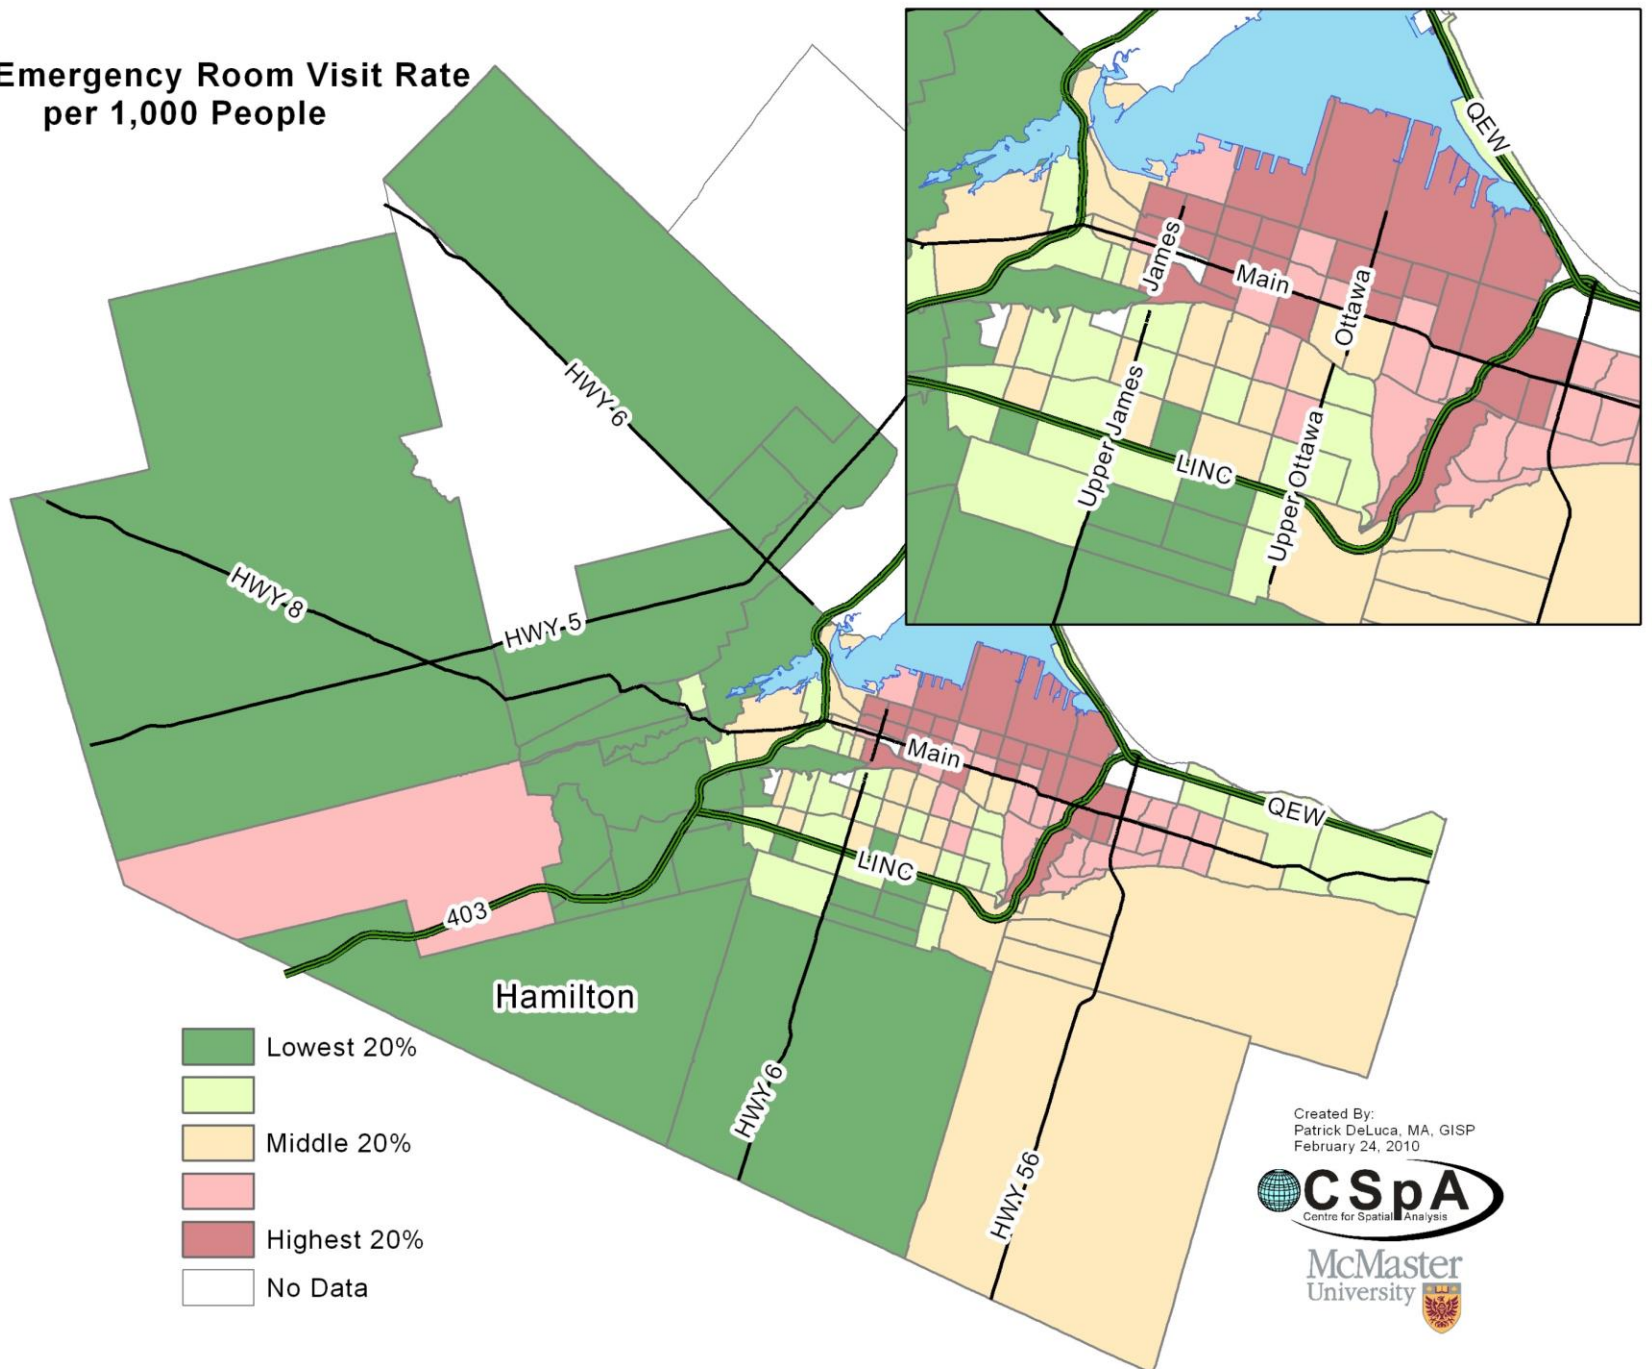 Emergency Room Visit Rate
per 1,000 People
QEW
James
Main
Ottawa
Upper James
LINC
Upper Ottawa
HWY 6
HWY 8
HWY 5
Main
QEW
LINC
403
Hamilton
HWY 6
HWY 56
Lowest 20%
Middle 20%
Highest 20%
No Data
Created By:
Patrick DeLuca, MA, GISP
February 24, 2010
CSpA
Centre for Spatial Analysis
McMaster
University